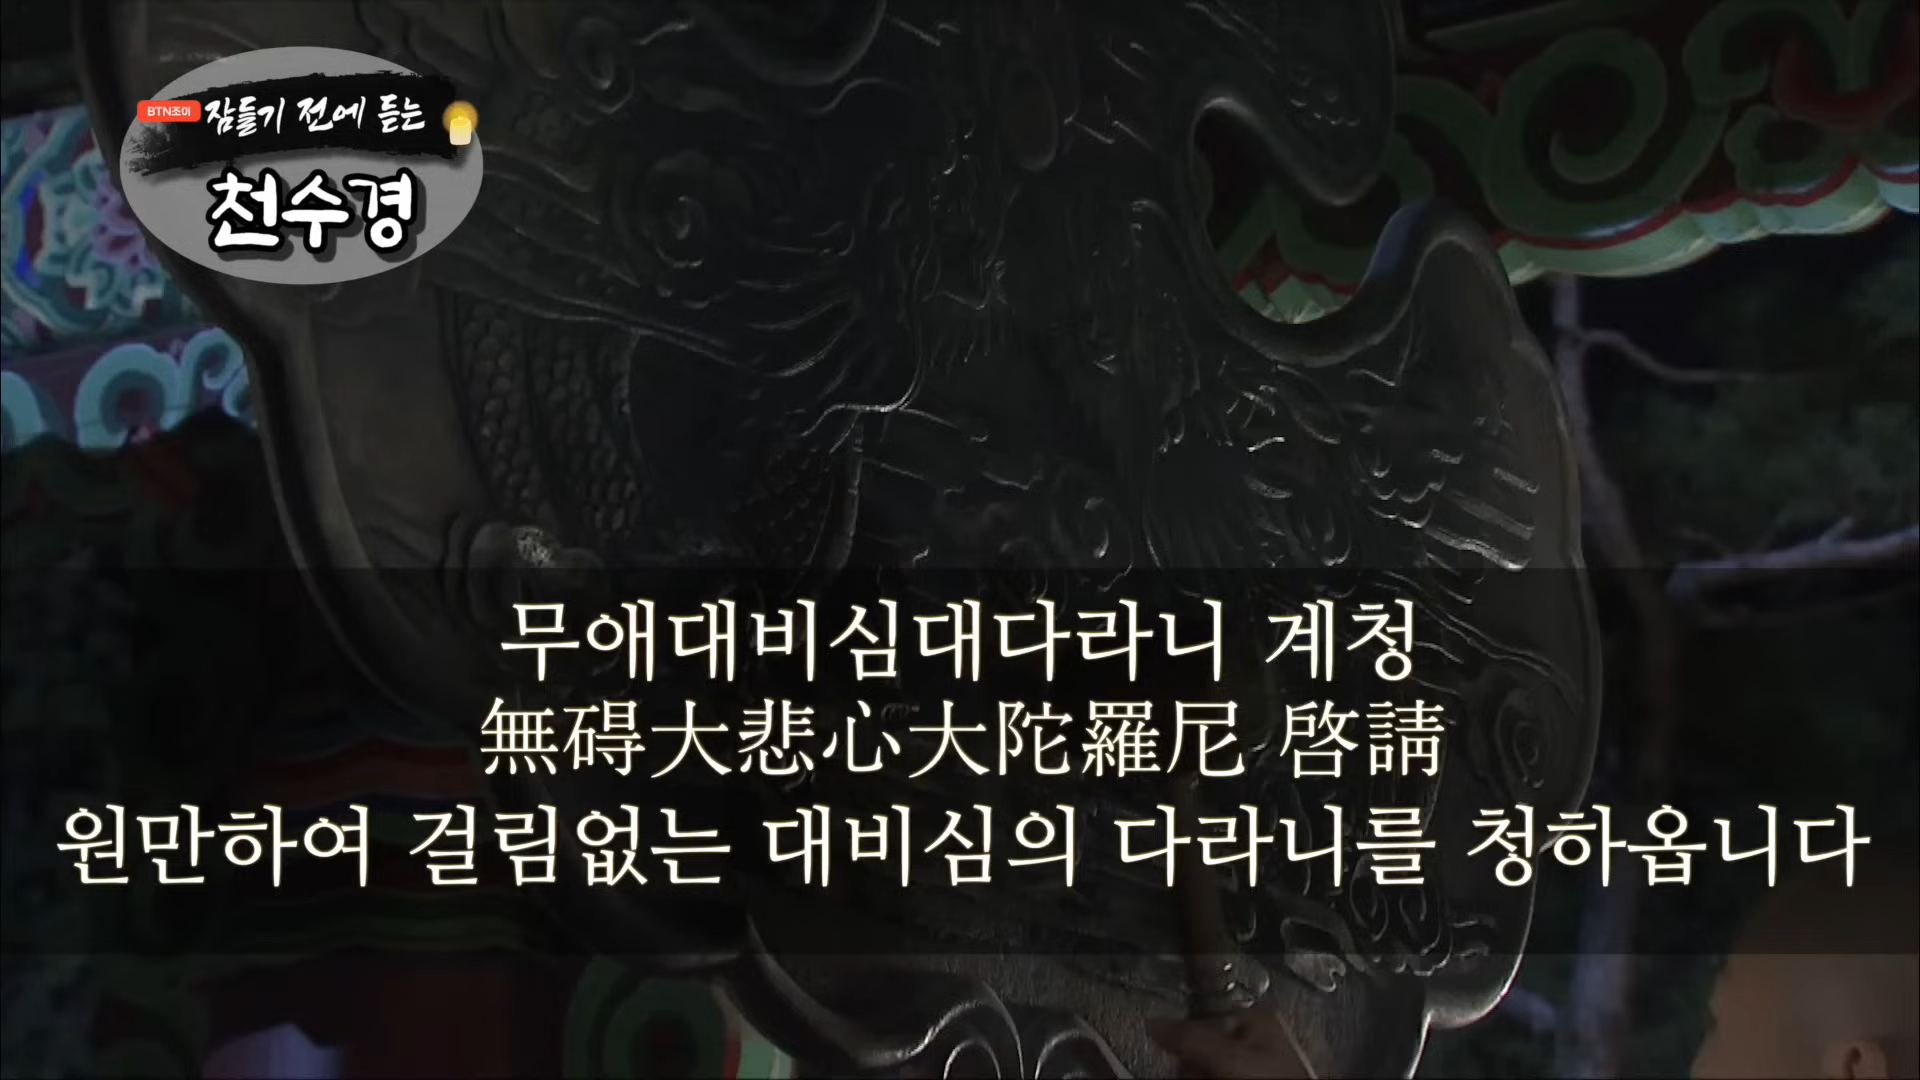 BTN조이 잠들기 전에 듣는
천수경
무애대비심대다라니 계청
無碍大悲心大陀羅尼 啓請
원만하여 걸림없는 대비심의 다라니를 청하옵니다